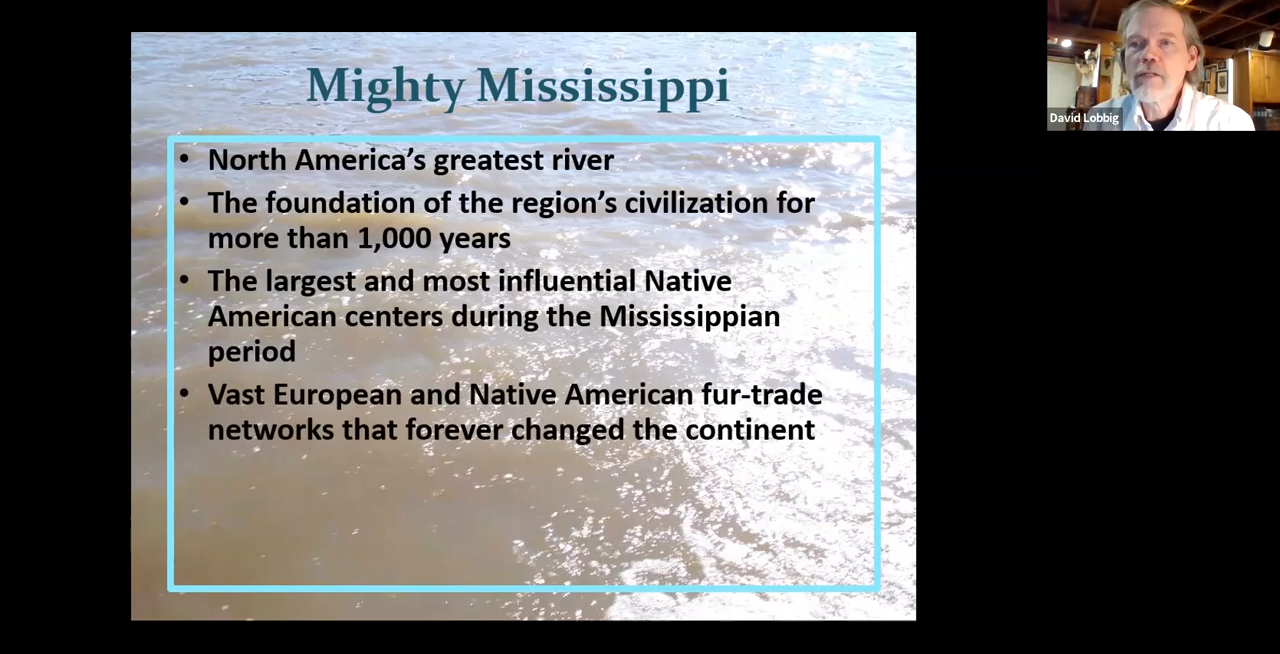 Mighty Mississippi
• North America’s greatest river
• The foundation of the region’s civilization for
more than 1,000 years
• The largest and most influential Native
American centers during the Mississippian
period
• Vast European and Native American fur-trade
networks that forever changed the continent
David Lobbig